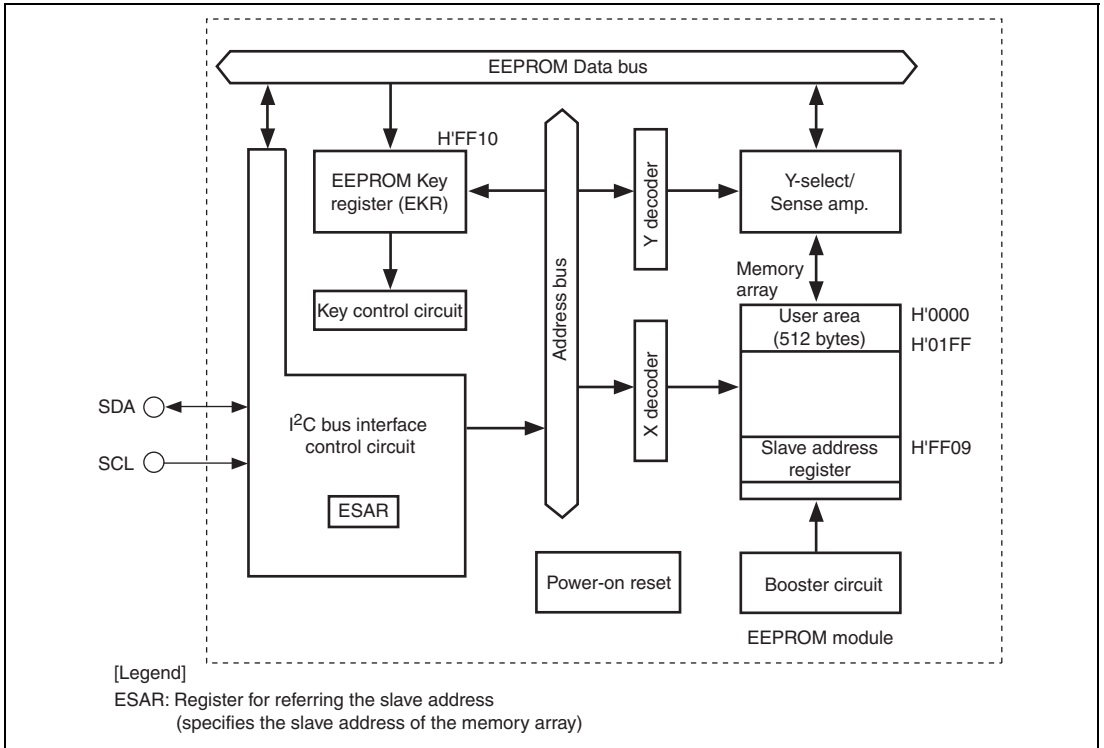 EEPROM Data bus
H'FF10
EEPROM Key
register (EKR)
Key control circuit
Address bus
Y decoder
Y-select/
Sense amp.
Memory
array
User area
(512 bytes)
H'0000
H'01FF
X decoder
Slave address
register
H'FF09
SDA
SCL
I2C bus interface
control circuit
ESAR
Power-on reset
Booster circuit
EEPROM module
[Legend]
ESAR: Register for referring the slave address
(specifies the slave address of the memory array)